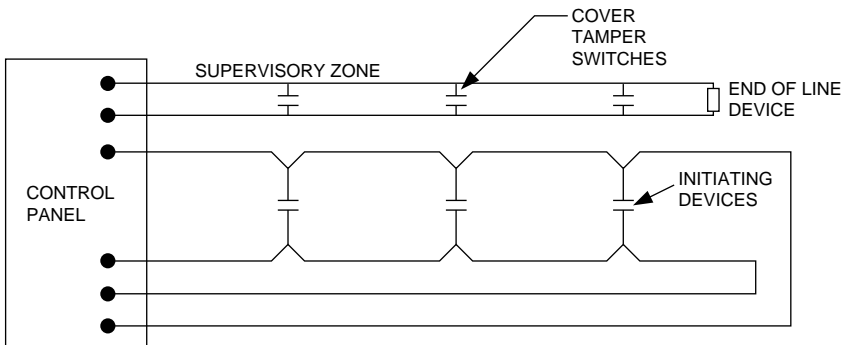 COVER
TAMPER
SWITCHES
SUPERVISORY ZONE
END OF LINE
DEVICE
CONTROL
PANEL
INITIATING
DEVICES